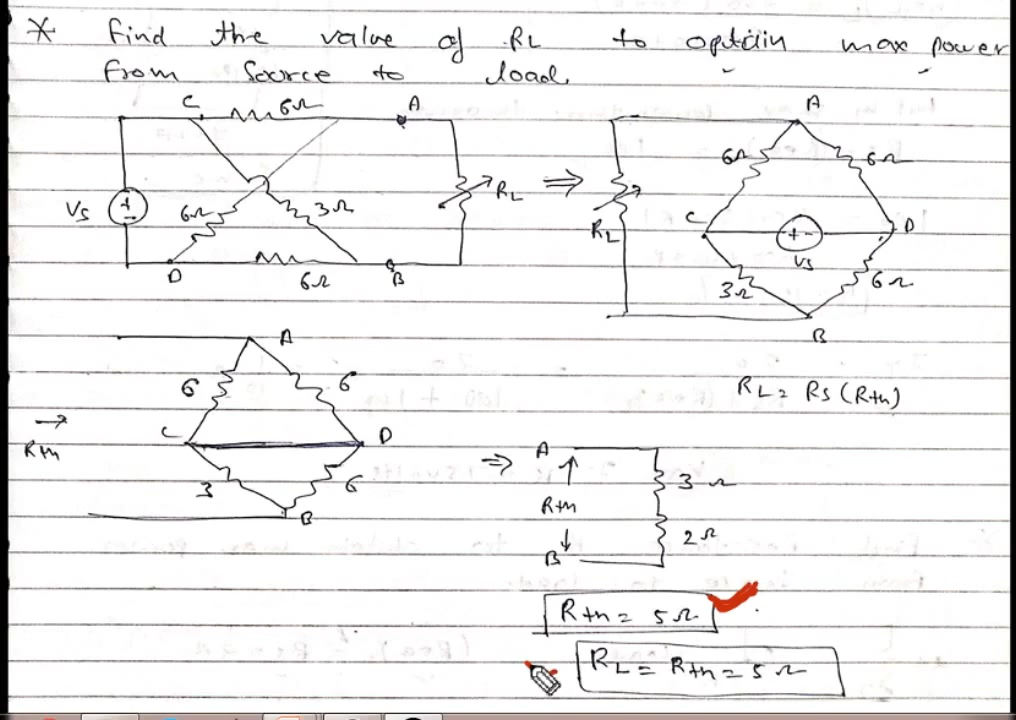 * find the value of RL to optain max power
from Source to load.
C 6Ω A
Vs + - 6Ω 3Ω RL ⇒
D 6Ω B
A
6Ω 6Ω
RL C + - D
Vs
3Ω 6Ω
B
A
6 6
Rth → C D
3 6
B
RL = RS (Rth)
⇒ A
3Ω
Rth
2Ω
B
Rth = 5Ω
RL = Rth = 5Ω